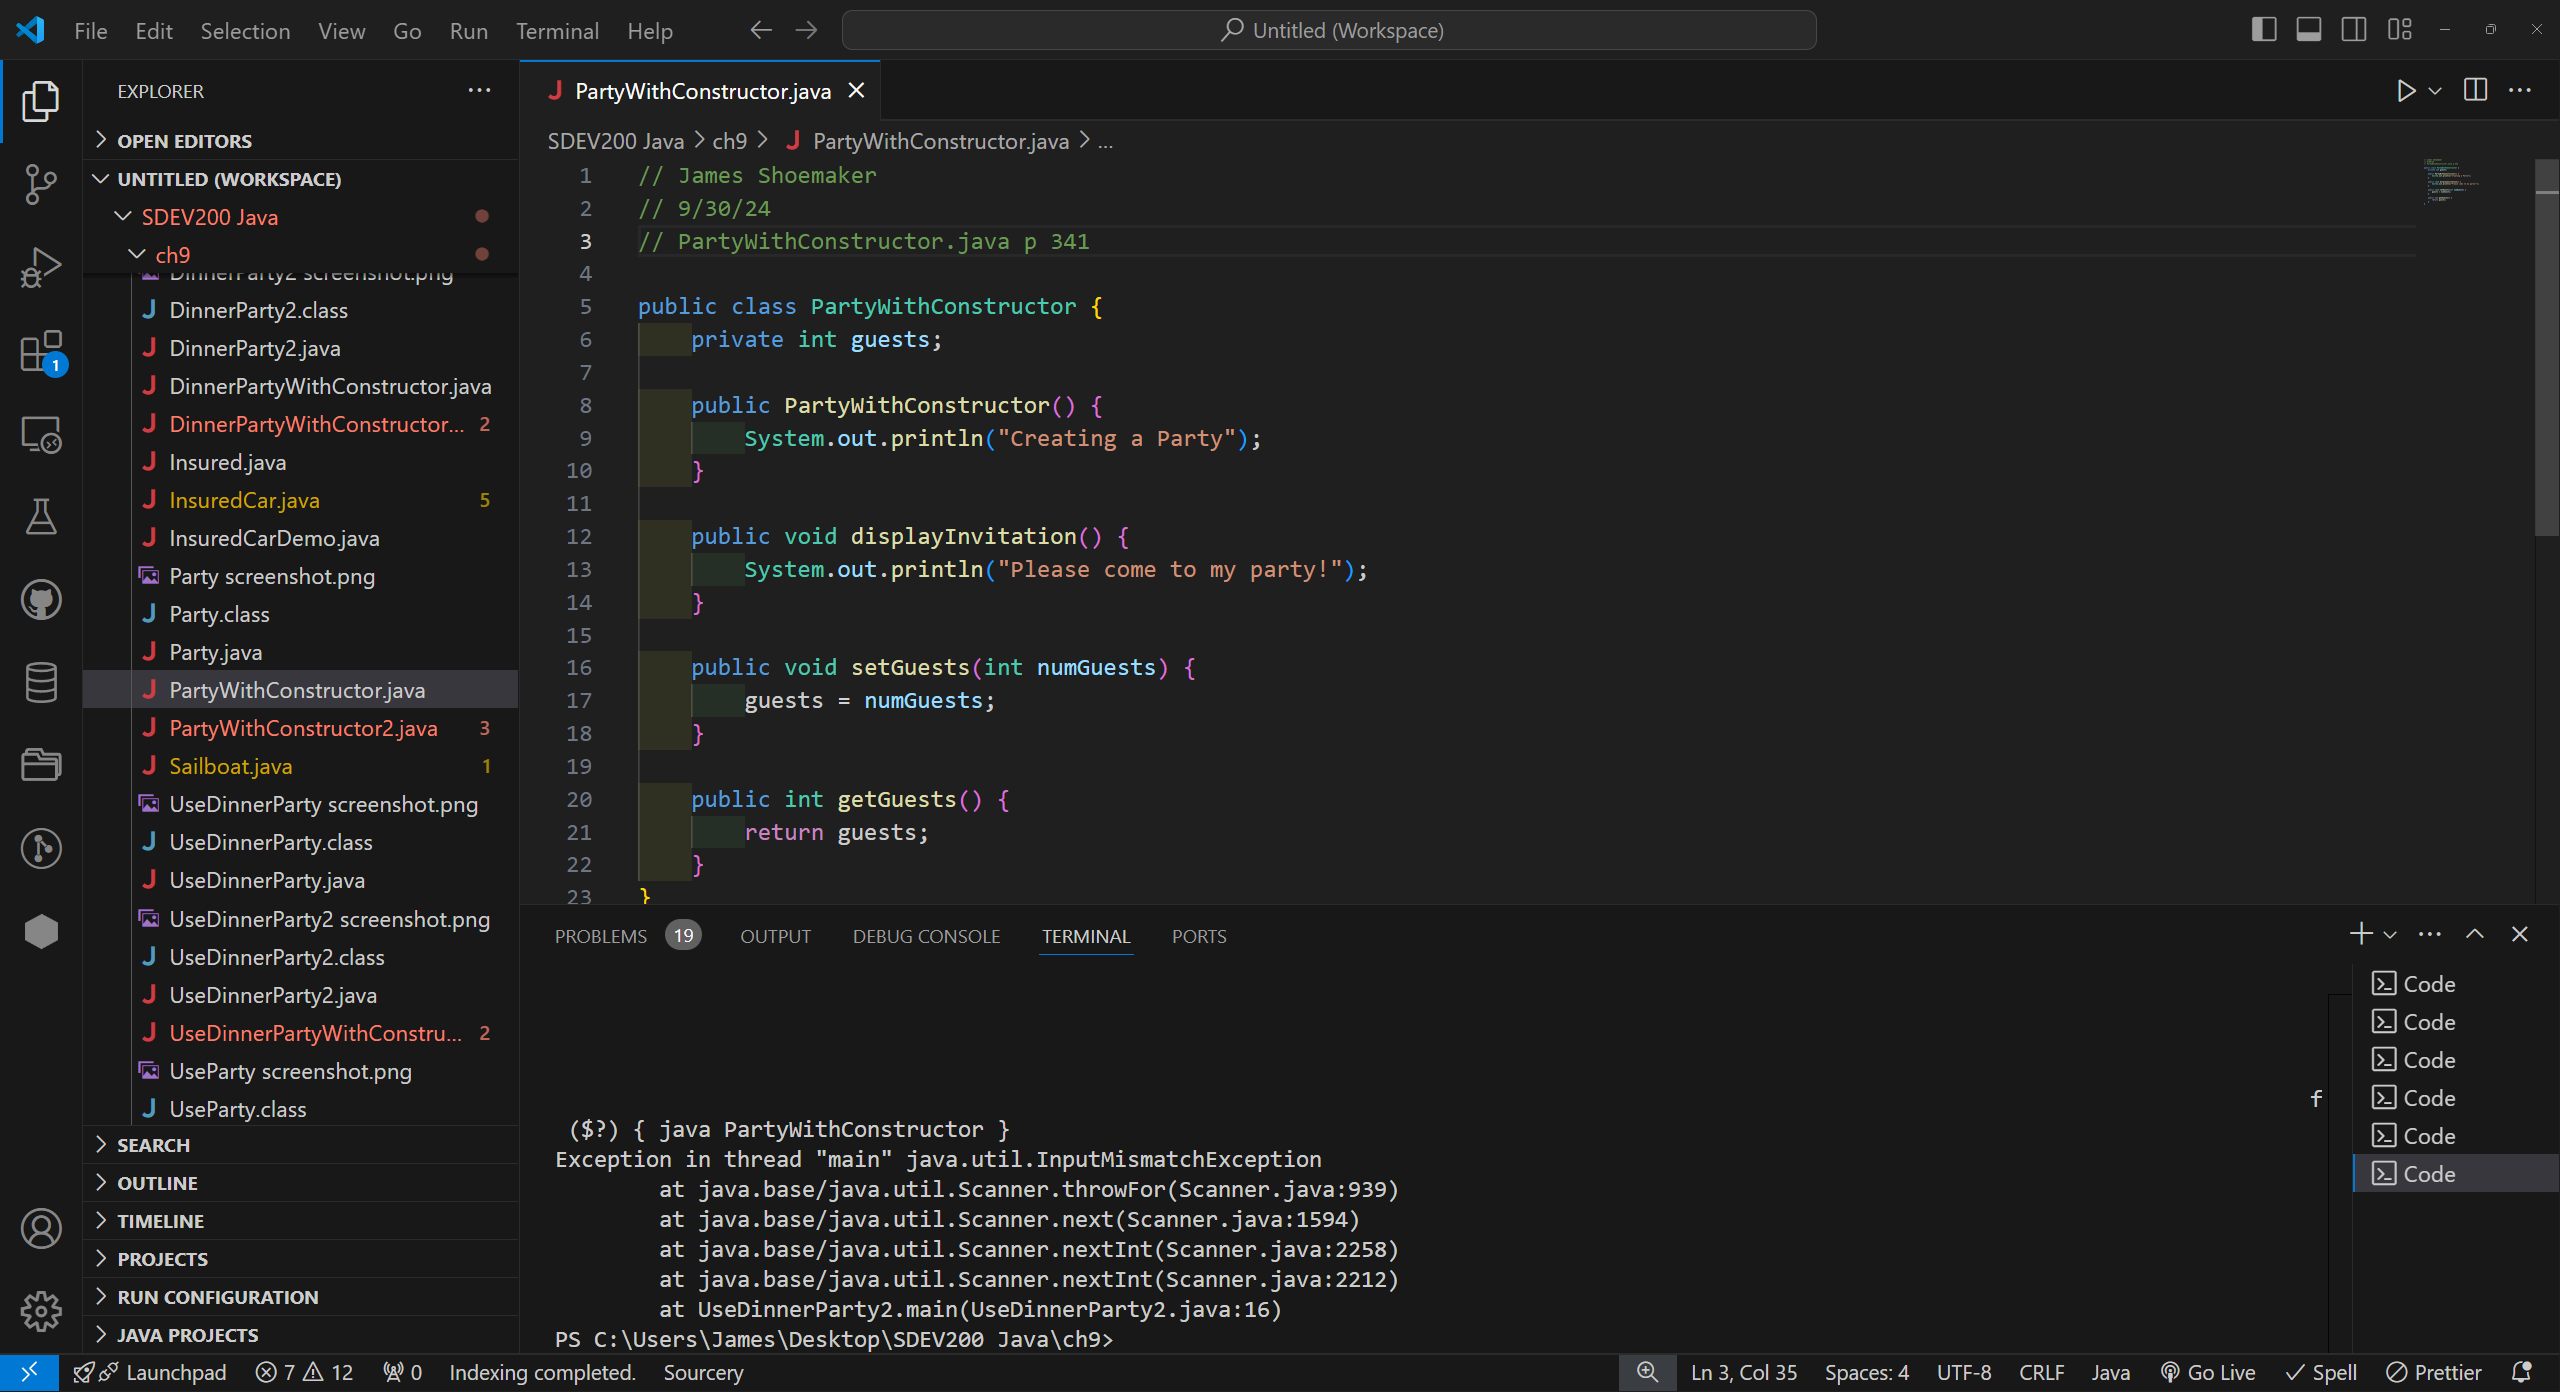 File Edit Selection View Go Run Terminal Help
Untitled (Workspace)
EXPLORER
OPEN EDITORS
UNTITLED (WORKSPACE)
SDEV200 Java
ch9
DinnerParty2 screenshot.png
DinnerParty2.class
DinnerParty2.java
DinnerPartyWithConstructor.java
DinnerPartyWithConstructor... 2
Insured.java
InsuredCar.java 5
InsuredCarDemo.java
Party screenshot.png
Party.class
Party.java
PartyWithConstructor.java
PartyWithConstructor2.java 3
Sailboat.java 1
UseDinnerParty screenshot.png
UseDinnerParty.class
UseDinnerParty.java
UseDinnerParty2 screenshot.png
UseDinnerParty2.class
UseDinnerParty2.java
UseDinnerPartyWithConstru... 2
UseParty screenshot.png
UseParty.class
SEARCH
OUTLINE
TIMELINE
PROJECTS
RUN CONFIGURATION
JAVA PROJECTS
1
PartyWithConstructor.java
SDEV200 Java > ch9 > PartyWithConstructor.java > ...
1 // James Shoemaker
2 // 9/30/24
3 // PartyWithConstructor.java p 341
4
5 public class PartyWithConstructor {
6 private int guests;
7
8 public PartyWithConstructor() {
9 System.out.println("Creating a Party");
10 }
11
12 public void displayInvitation() {
13 System.out.println("Please come to my party!");
14 }
15
16 public void setGuests(int numGuests) {
17 guests = numGuests;
18 }
19
20 public int getGuests() {
21 return guests;
22 }
23 }
PROBLEMS 19 OUTPUT DEBUG CONSOLE TERMINAL PORTS
f
($?) { java PartyWithConstructor }
Exception in thread "main" java.util.InputMismatchException
at java.base/java.util.Scanner.throwFor(Scanner.java:939)
at java.base/java.util.Scanner.next(Scanner.java:1594)
at java.base/java.util.Scanner.nextInt(Scanner.java:2258)
at java.base/java.util.Scanner.nextInt(Scanner.java:2212)
at UseDinnerParty2.main(UseDinnerParty2.java:16)
PS C:\Users\James\Desktop\SDEV200 Java\ch9>
Code
Code
Code
Code
Code
Code
Launchpad 7 12 0 Indexing completed. Sourcery Ln 3, Col 35 Spaces: 4 UTF-8 CRLF Java Go Live Spell Prettier